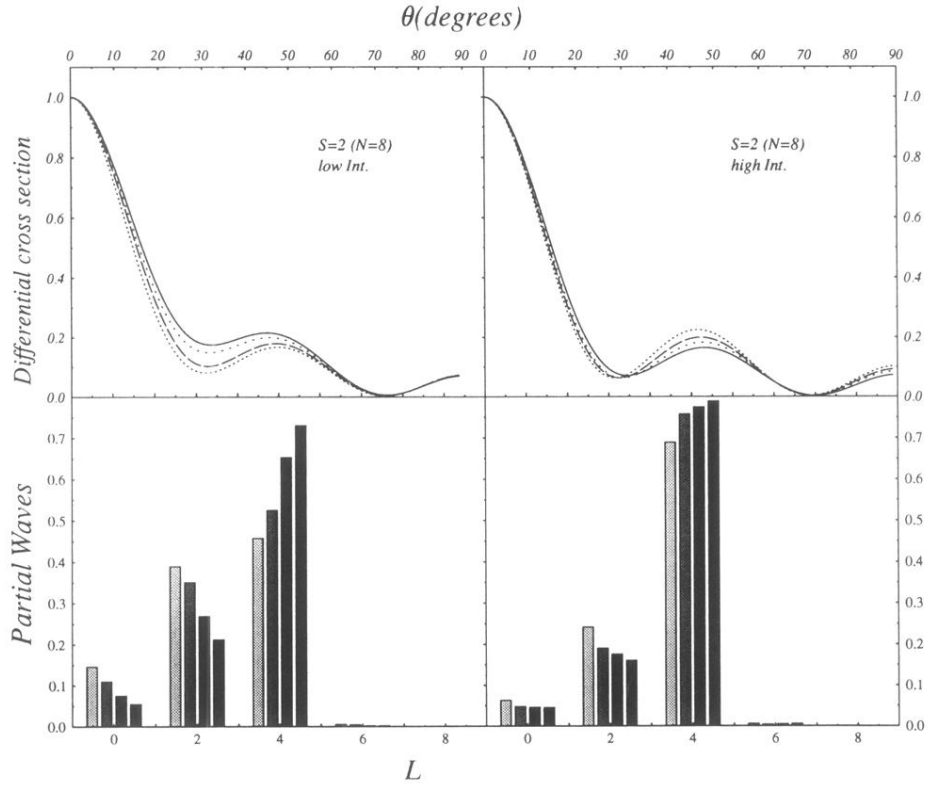 θ(degrees)
0 10 20 30 40 50 60 70 80 90 0 10 20 30 40 50 60 70 80 90
Differential cross section
1.0
0.8
0.6
0.4
0.2
0.0
S=2 (N=8)
low Int.
S=2 (N=8)
high Int.
1.0
0.8
0.6
0.4
0.2
0.0
Partial Waves
0.7
0.6
0.5
0.4
0.3
0.2
0.1
0.0
0.7
0.6
0.5
0.4
0.3
0.2
0.1
0.0
0 2 4 6 8 0 2 4 6 8
L